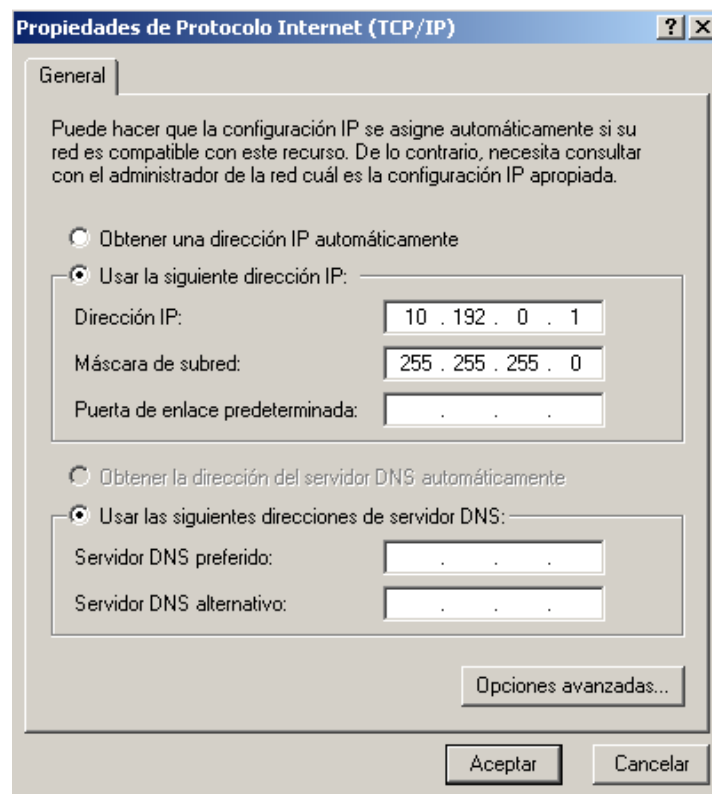 Propiedades de Protocolo Internet (TCP/IP)
General
Puede hacer que la configuración IP se asigne automáticamente si su
red es compatible con este recurso. De lo contrario, necesita consultar
con el administrador de la red cuál es la configuración IP apropiada.
Obtener una dirección IP automáticamente
Usar la siguiente dirección IP:
Dirección IP: 10 . 192 . 0 . 1
Máscara de subred: 255 . 255 . 255 . 0
Puerta de enlace predeterminada: . . .
Obtener la dirección del servidor DNS automáticamente
Usar las siguientes direcciones de servidor DNS:
Servidor DNS preferido: . . .
Servidor DNS alternativo: . . .
Opciones avanzadas...
Aceptar Cancelar